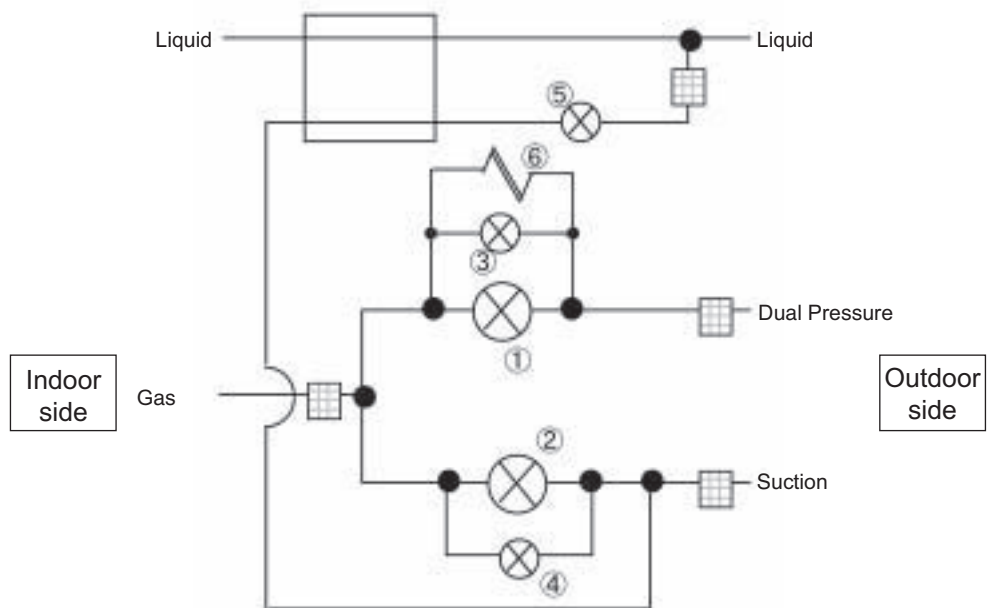 Liquid
Liquid
⑤
⑥
③
Dual Pressure
①
Indoor
side
Gas
Outdoor
side
②
Suction
④